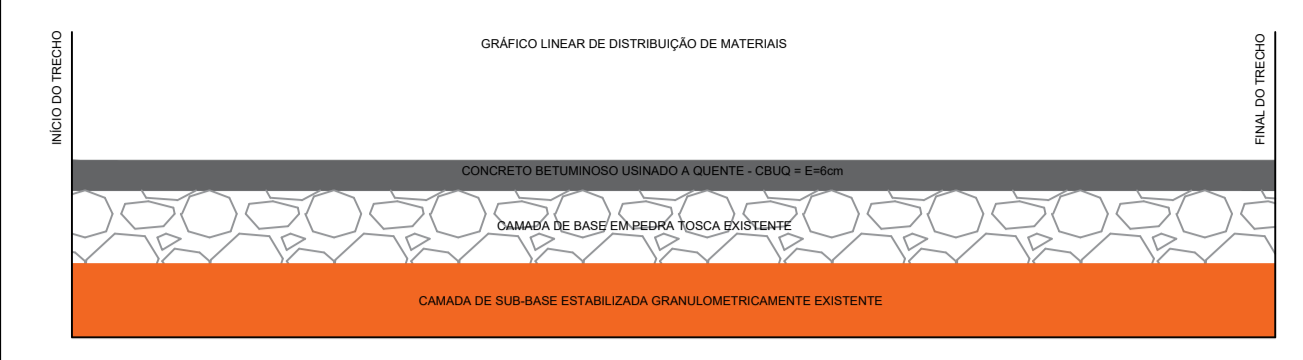 GRÁFICO LINEAR DE DISTRIBUIÇÃO DE MATERIAIS
INÍCIO DO TRECHO
FINAL DO TRECHO
CONCRETO BETUMINOSO USINADO A QUENTE - CBUQ = E=6cm
CAMADA DE BASE EM PEDRA TOSCA EXISTENTE
CAMADA DE SUB-BASE ESTABILIZADA GRANULOMETRICAMENTE EXISTENTE